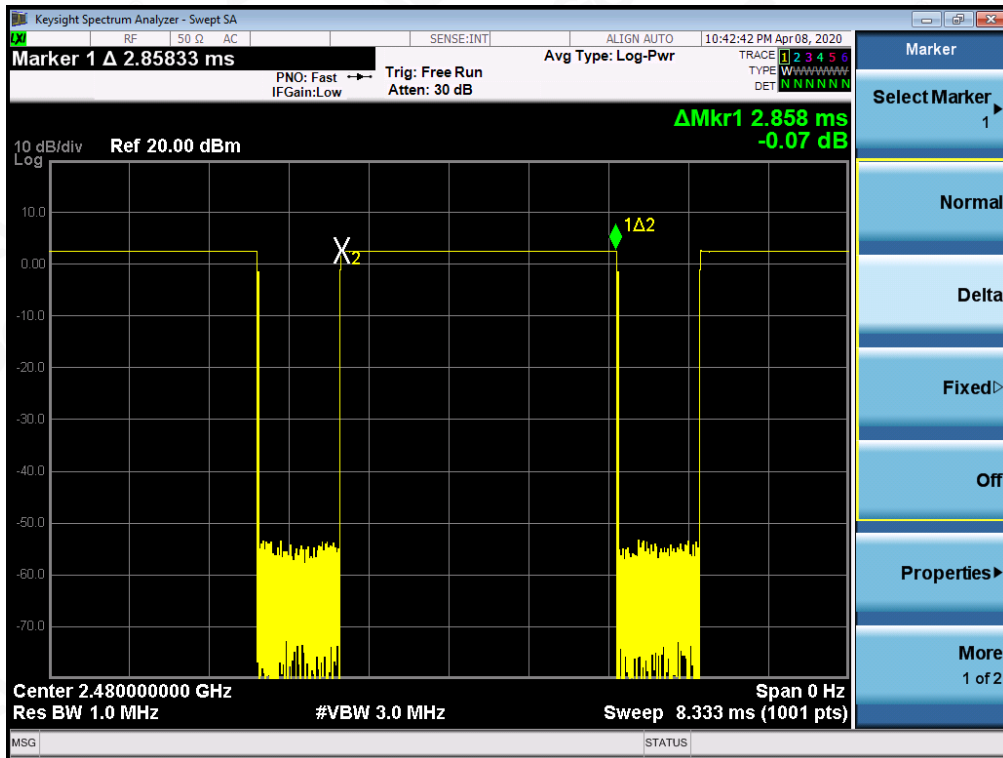 Keysight Spectrum Analyzer - Swept SA
LXI RF 50 Ω AC SENSE:INT ALIGN AUTO 10:42:42 PM Apr 08, 2020
Marker 1 Δ 2.85833 ms
PNO: Fast
IFGain:Low
Trig: Free Run
Atten: 30 dB
Avg Type: Log-Pwr
TRACE 1 2 3 4 5 6
TYPE WWWWWW
DET N N N N N N
ΔMkr1 2.858 ms
-0.07 dB
10 dB/div Ref 20.00 dBm
Log
10.0
0.00
-10.0
-20.0
-30.0
-40.0
-50.0
-60.0
-70.0
X2
1Δ2
Center 2.480000000 GHz Span 0 Hz
Res BW 1.0 MHz #VBW 3.0 MHz Sweep 8.333 ms (1001 pts)
MSG STATUS
Marker
Select Marker
1
Normal
Delta
Fixed
Off
Properties
More
1 of 2